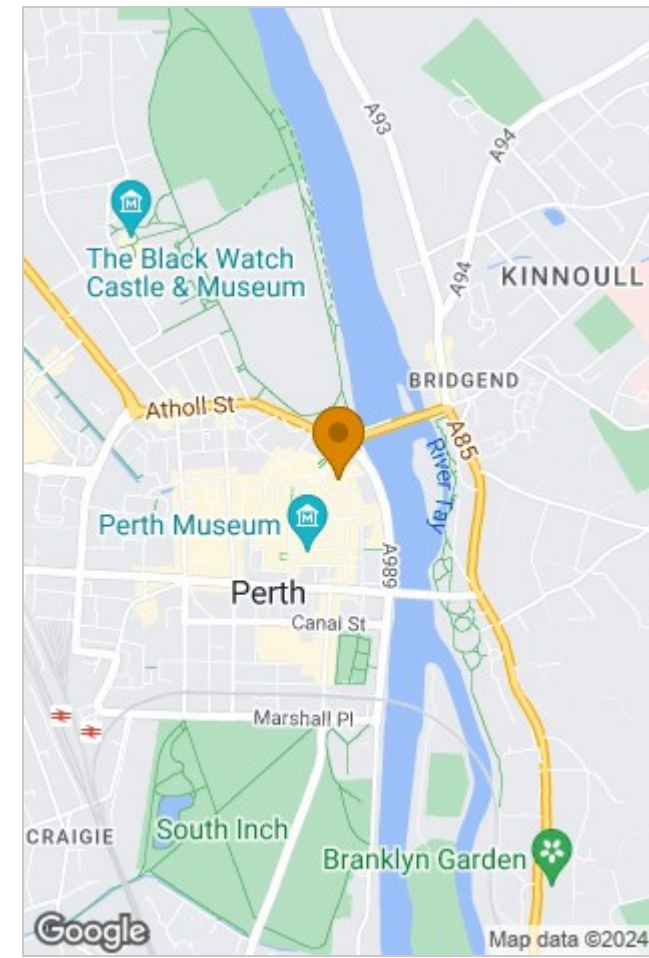 A93
A94
A94
The Black Watch
Castle & Museum
KINNOULL
BRIDGEND
Atholl St
A85
River Tay
Perth Museum
A989
Perth
Canal St
Marshall Pl
CRAIGIE
South Inch
Branklyn Garden
Google
Map data ©2024